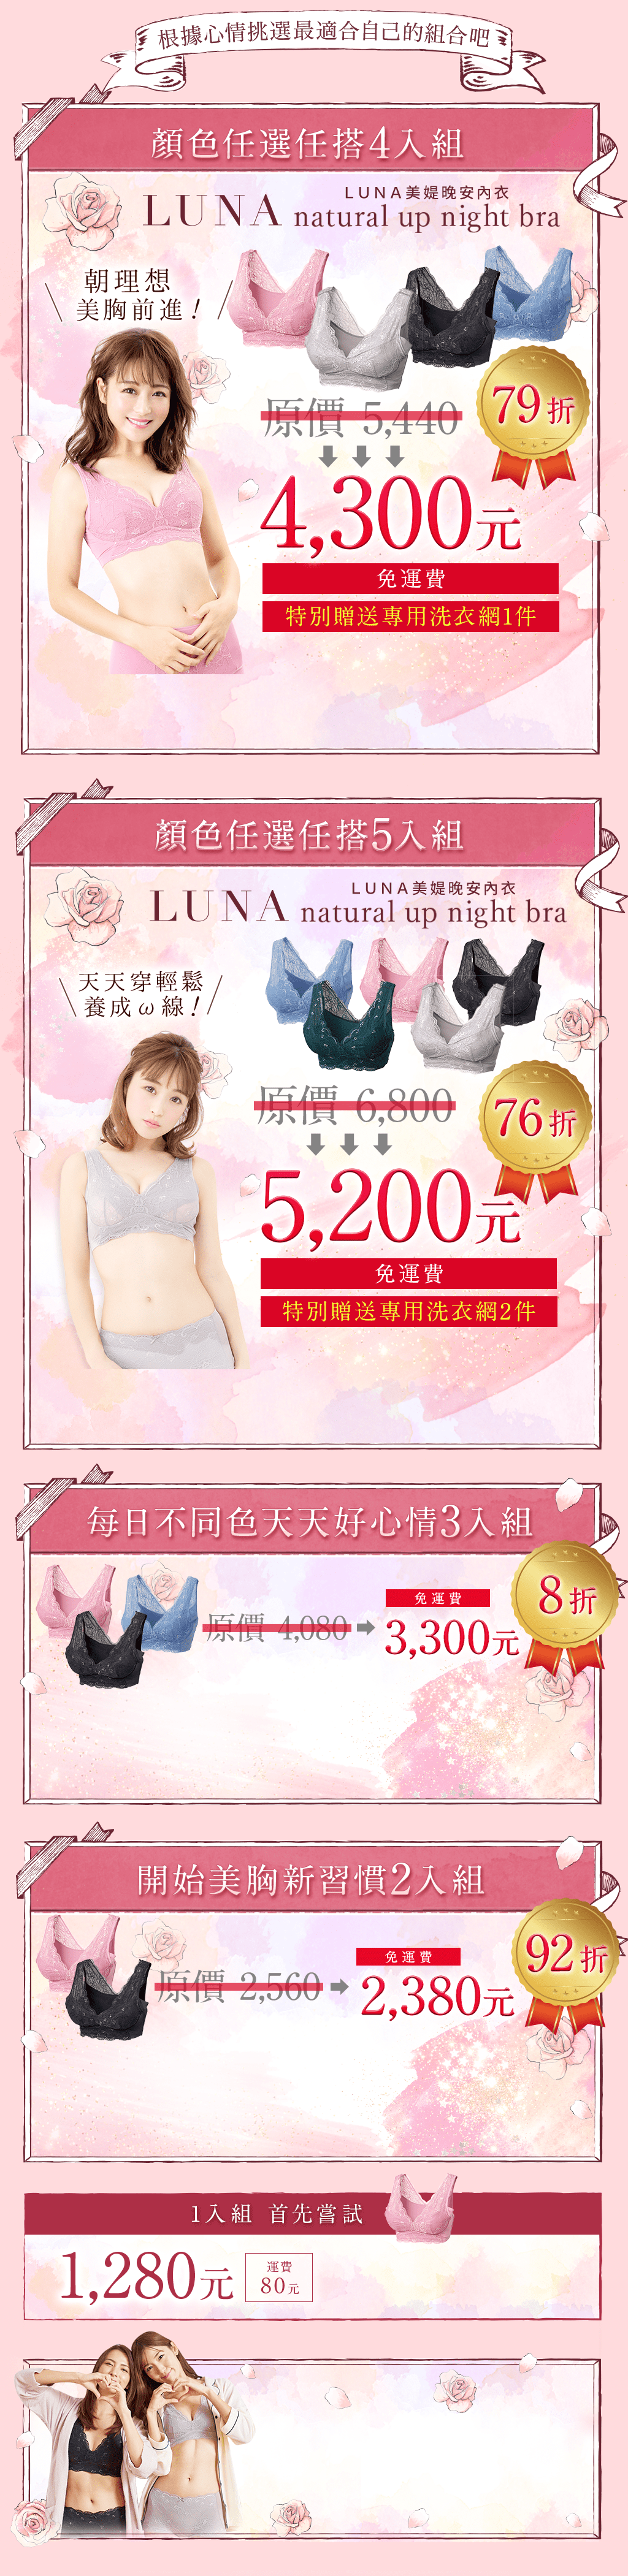 根據心情挑選最適合自己的組合吧
顏色任選任搭4入組
LUNA美媞晚安內衣
LUNA natural up night bra
朝理想
美胸前進！
原價 5,440
79折
4,300元
免運費
特別贈送專用洗衣網1件
顏色任選任搭5入組
LUNA美媞晚安內衣
LUNA natural up night bra
天天穿輕鬆
養成ω線！
原價 6,800
76折
5,200元
免運費
特別贈送專用洗衣網2件
每日不同色天天好心情3入組
8折
免運費
原價 4,080
3,300元
開始美胸新習慣2入組
92折
免運費
原價 2,560
2,380元
1入組 首先嘗試
1,280元
運費
80元